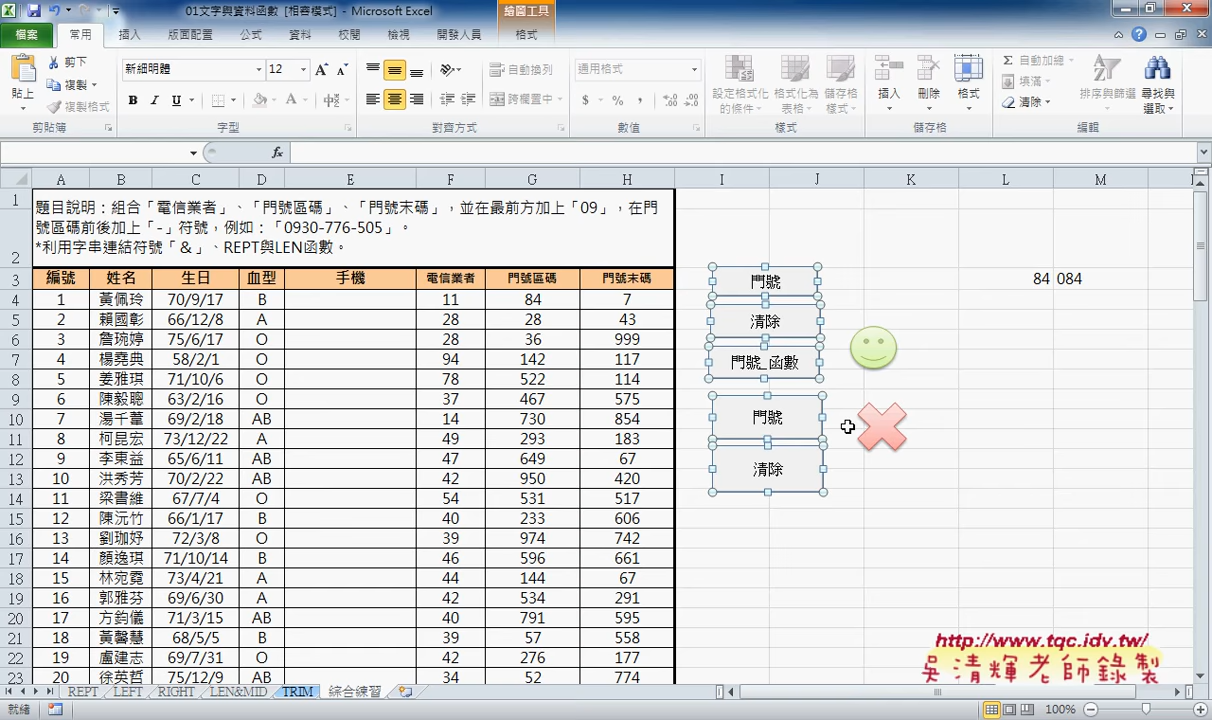 01文字與資料函數 [相容模式] - Microsoft Excel
繪圖工具
檔案 常用 插入 版面配置 公式 資料 校閱 檢視 開發人員 格式
貼上 剪下 複製 複製格式 剪貼簿
新細明體 12 字型
自動換列 跨欄置中 對齊方式
通用格式 數值
設定格式化的條件 格式化為表格 儲存格樣式 樣式
插入 刪除 格式 儲存格
自動加總 填滿 清除 排序與篩選 尋找與選取 編輯
A B C D E F G H I J K L M
1 題目說明：組合「電信業者」、「門號區碼」、「門號末碼」，並在最前方加上「09」，在門
號區碼前後加上「-」符號，例如：「0930-776-505」。
2 *利用字串連結符號「&」、REPT與LEN函數。
3 編號 姓名 生日 血型 手機 電信業者 門號區碼 門號末碼 門號 84 084
4 1 黃佩玲 70/9/17 B 11 84 7
5 2 賴國彰 66/12/8 A 28 28 43 清除
6 3 詹琬婷 75/6/17 O 28 36 999
7 4 楊堯典 58/2/1 O 94 142 117 門號_函數
8 5 姜雅琪 71/10/6 O 78 522 114
9 6 陳毅聰 63/2/16 O 37 467 575
10 7 湯千葦 69/2/18 AB 14 730 854 門號
11 8 柯昆宏 73/12/22 A 49 293 183
12 9 李東益 65/6/11 AB 47 649 67
13 10 洪秀芳 70/2/22 AB 42 950 420 清除
14 11 梁書維 67/7/4 O 54 531 517
15 12 陳沅竹 66/1/17 B 40 233 606
16 13 劉珈妤 72/3/8 O 39 974 742
17 14 顏逸琪 71/10/14 B 46 596 661
18 15 林宛霓 73/4/21 A 44 144 67
19 16 郭雅芬 69/6/30 A 42 534 291
20 17 方鈞儀 71/3/15 AB 40 791 595
21 18 黃馨慧 68/5/5 B 39 57 558
22 19 盧建志 69/7/31 O 42 276 177
23 20 徐英哲 75/12/9 AB 34 52 774
http://www.tqc.idv.tw/
吳清輝老師錄製
REPT LEFT RIGHT LEN&MID TRIM 綜合練習
就緒 100%